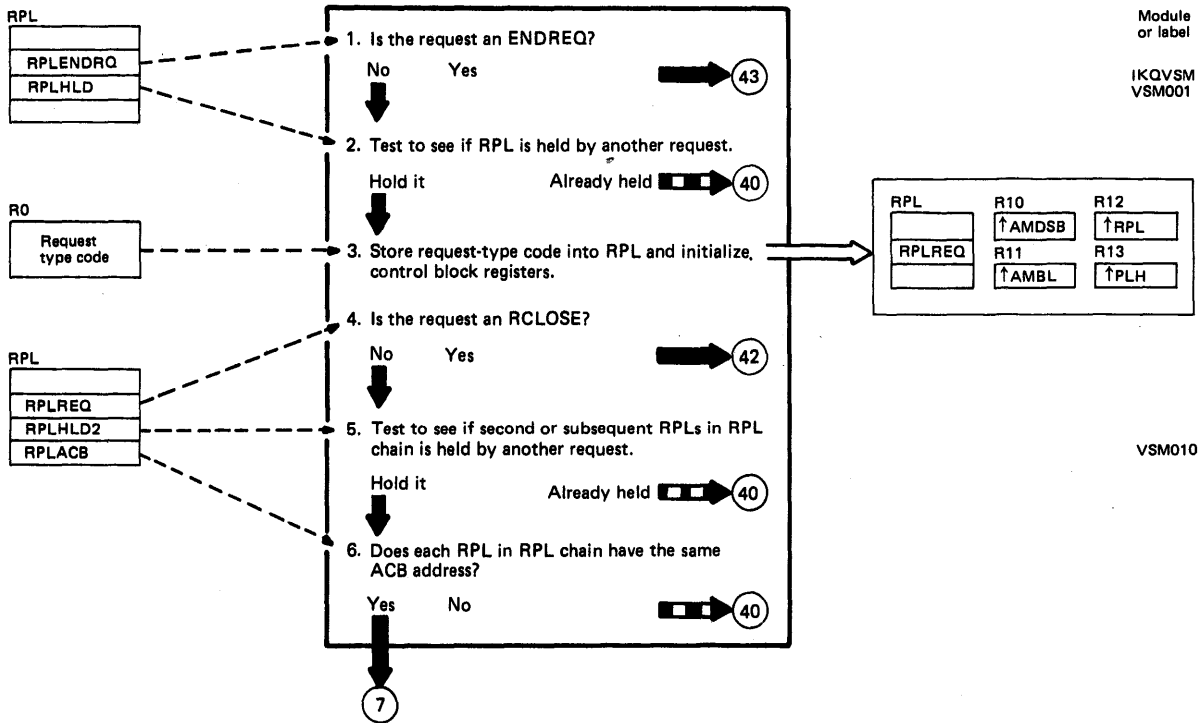 RPL
RPLENDRQ
RPLHLD
R0
Request
type code
RPL
RPLREQ
RPLHLD2
RPLACB
1. Is the request an ENDREQ?
No Yes
43
2. Test to see if RPL is held by another request.
Hold it Already held
40
3. Store request-type code into RPL and initialize
control block registers.
4. Is the request an RCLOSE?
No Yes
42
5. Test to see if second or subsequent RPLs in RPL
chain is held by another request.
Hold it Already held
40
6. Does each RPL in RPL chain have the same
ACB address?
Yes No
40
7
Module
or label
IKQVSM
VSM001
RPL
RPLREQ
R10
↑AMDSB
R11
↑AMBL
R12
↑RPL
R13
↑PLH
VSM010